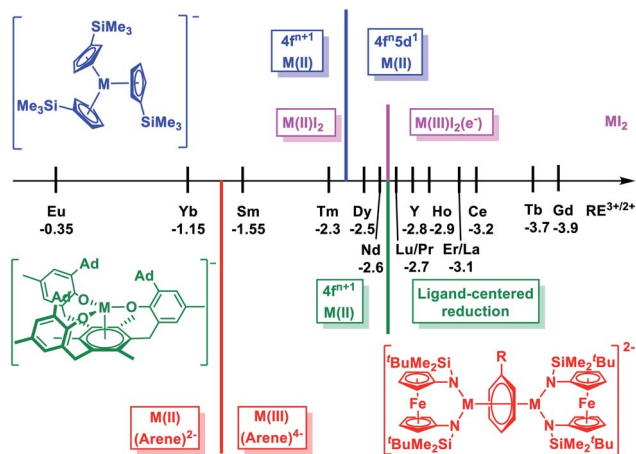 SiMe₃
M
Me₃Si
SiMe₃
-
4fⁿ⁺¹
M(II)
4fⁿ5d¹
M(II)
M(II)I₂
M(III)I₂(e⁻)
MI₂
Eu
-0.35
Yb
-1.15
Sm
-1.55
Tm
-2.3
Dy
-2.5
Nd
-2.6
Lu/Pr
-2.7
Y
-2.8
Ho
-2.9
Er/La
-3.1
Ce
-3.2
Tb
-3.7
Gd
-3.9
RE³⁺/²⁺
Ad
Ad
Ad
O
M
O
O
-
4fⁿ⁺¹
M(II)
Ligand-centered
reduction
M(II)
(Arene)²⁻
M(III)
(Arene)⁴⁻
2-
ᵗBuMe₂Si
R
SiMe₂ᵗBu
N
N
Fe
M
M
Fe
N
N
ᵗBuMe₂Si
SiMe₂ᵗBu